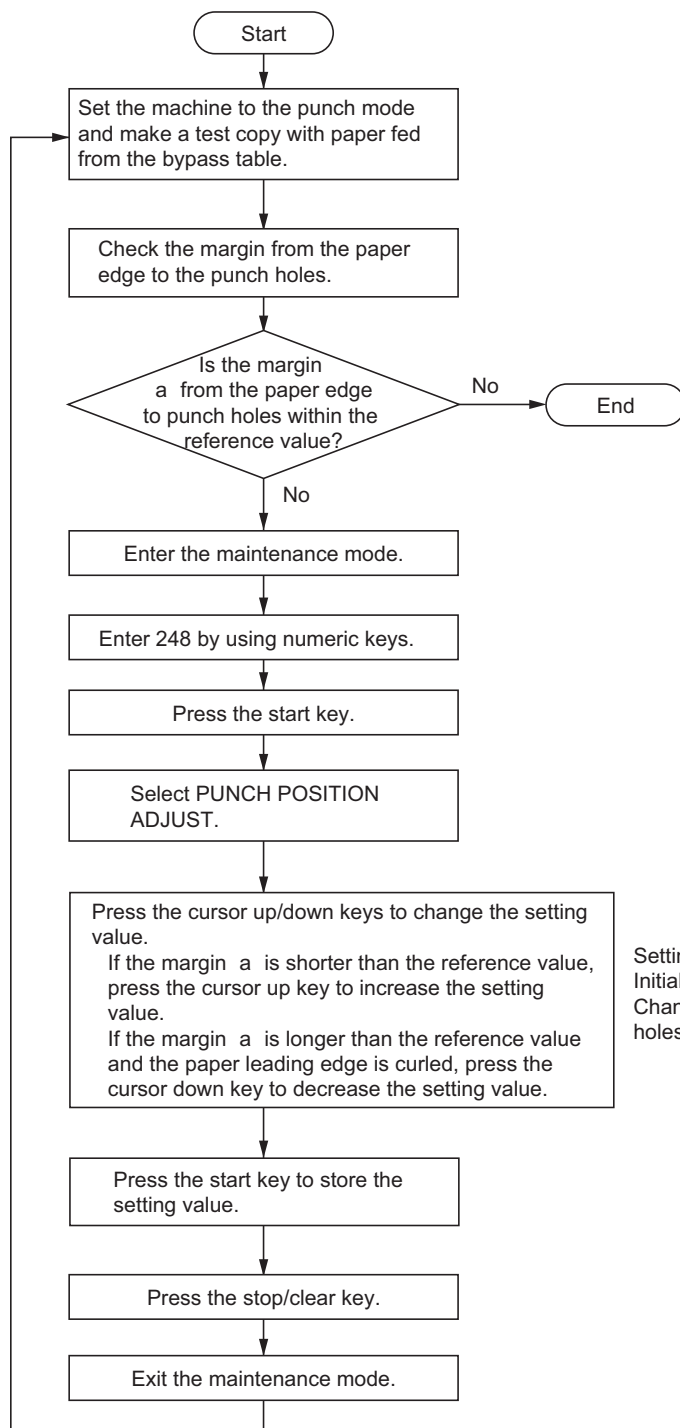 Start
Set the machine to the punch mode
and make a test copy with paper fed
from the bypass table.
Check the margin from the paper
edge to the punch holes.
Is the margin
a from the paper edge
to punch holes within the
reference value?
No
End
No
Enter the maintenance mode.
Enter 248 by using numeric keys.
Press the start key.
Select PUNCH POSITION
ADJUST.
Press the cursor up/down keys to change the setting
value.
If the margin a is shorter than the reference value,
press the cursor up key to increase the setting
value.
If the margin a is longer than the reference value
and the paper leading edge is curled, press the
cursor down key to decrease the setting value.
Initial
holes
Press the start key to store the
setting value.
Press the stop/clear key.
Exit the maintenance mode.